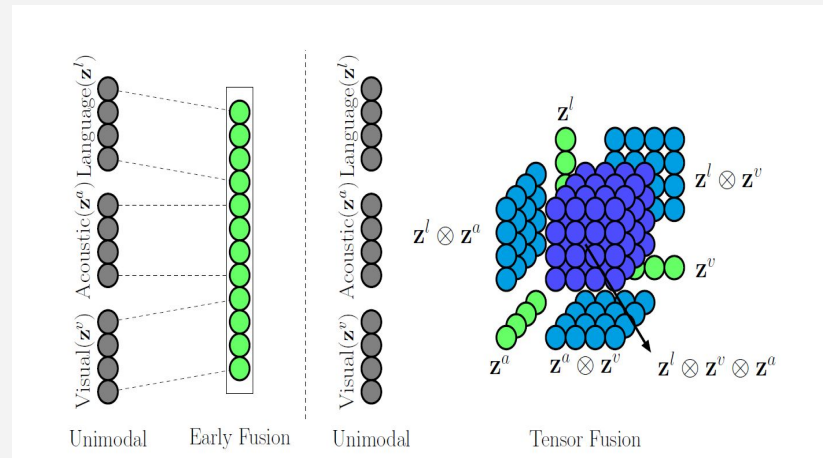 Language(z^l)
Acoustic(z^a)
Visual(z^v)
Unimodal
Early Fusion
Language(z^l)
Acoustic(z^a)
Visual(z^v)
Unimodal
z^l
z^l ⊗ z^v
z^l ⊗ z^a
z^v
z^a
z^a ⊗ z^v
z^l ⊗ z^v ⊗ z^a
Tensor Fusion